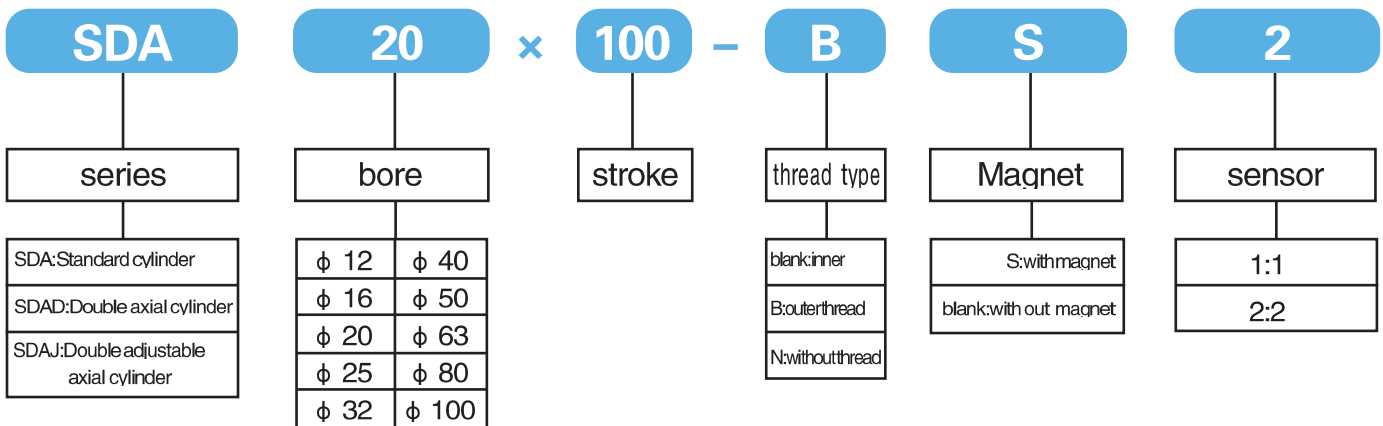 SDA 20 × 100 – B S 2
series bore stroke thread type Magnet sensor
SDA:Standard cylinder
SDAD:Double axial cylinder
SDAJ:Double adjustable
axial cylinder
ϕ 12 ϕ 40
ϕ 16 ϕ 50
ϕ 20 ϕ 63
ϕ 25 ϕ 80
ϕ 32 ϕ 100
blank:inner
B:outerthread
N:withoutthread
S:withmagnet
blank:with out magnet
1:1
2:2